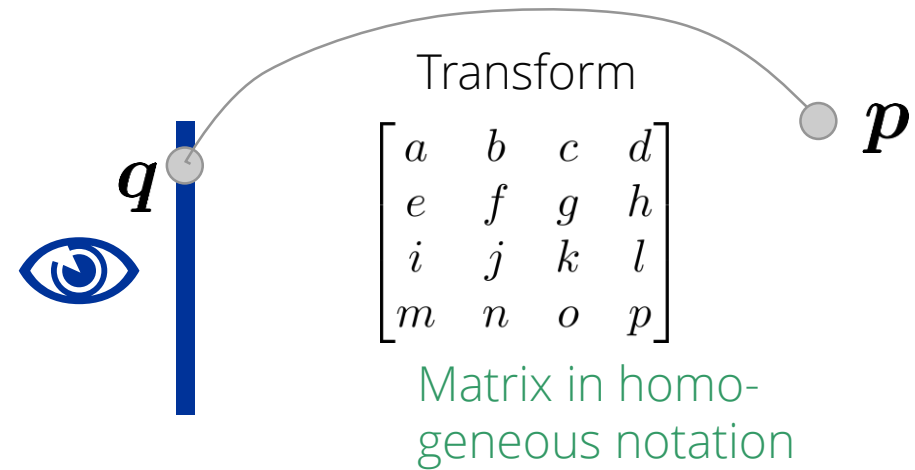 Transform
p
q
a b c d
e f g h
i j k l
m n o p
Matrix in homo-
geneous notation